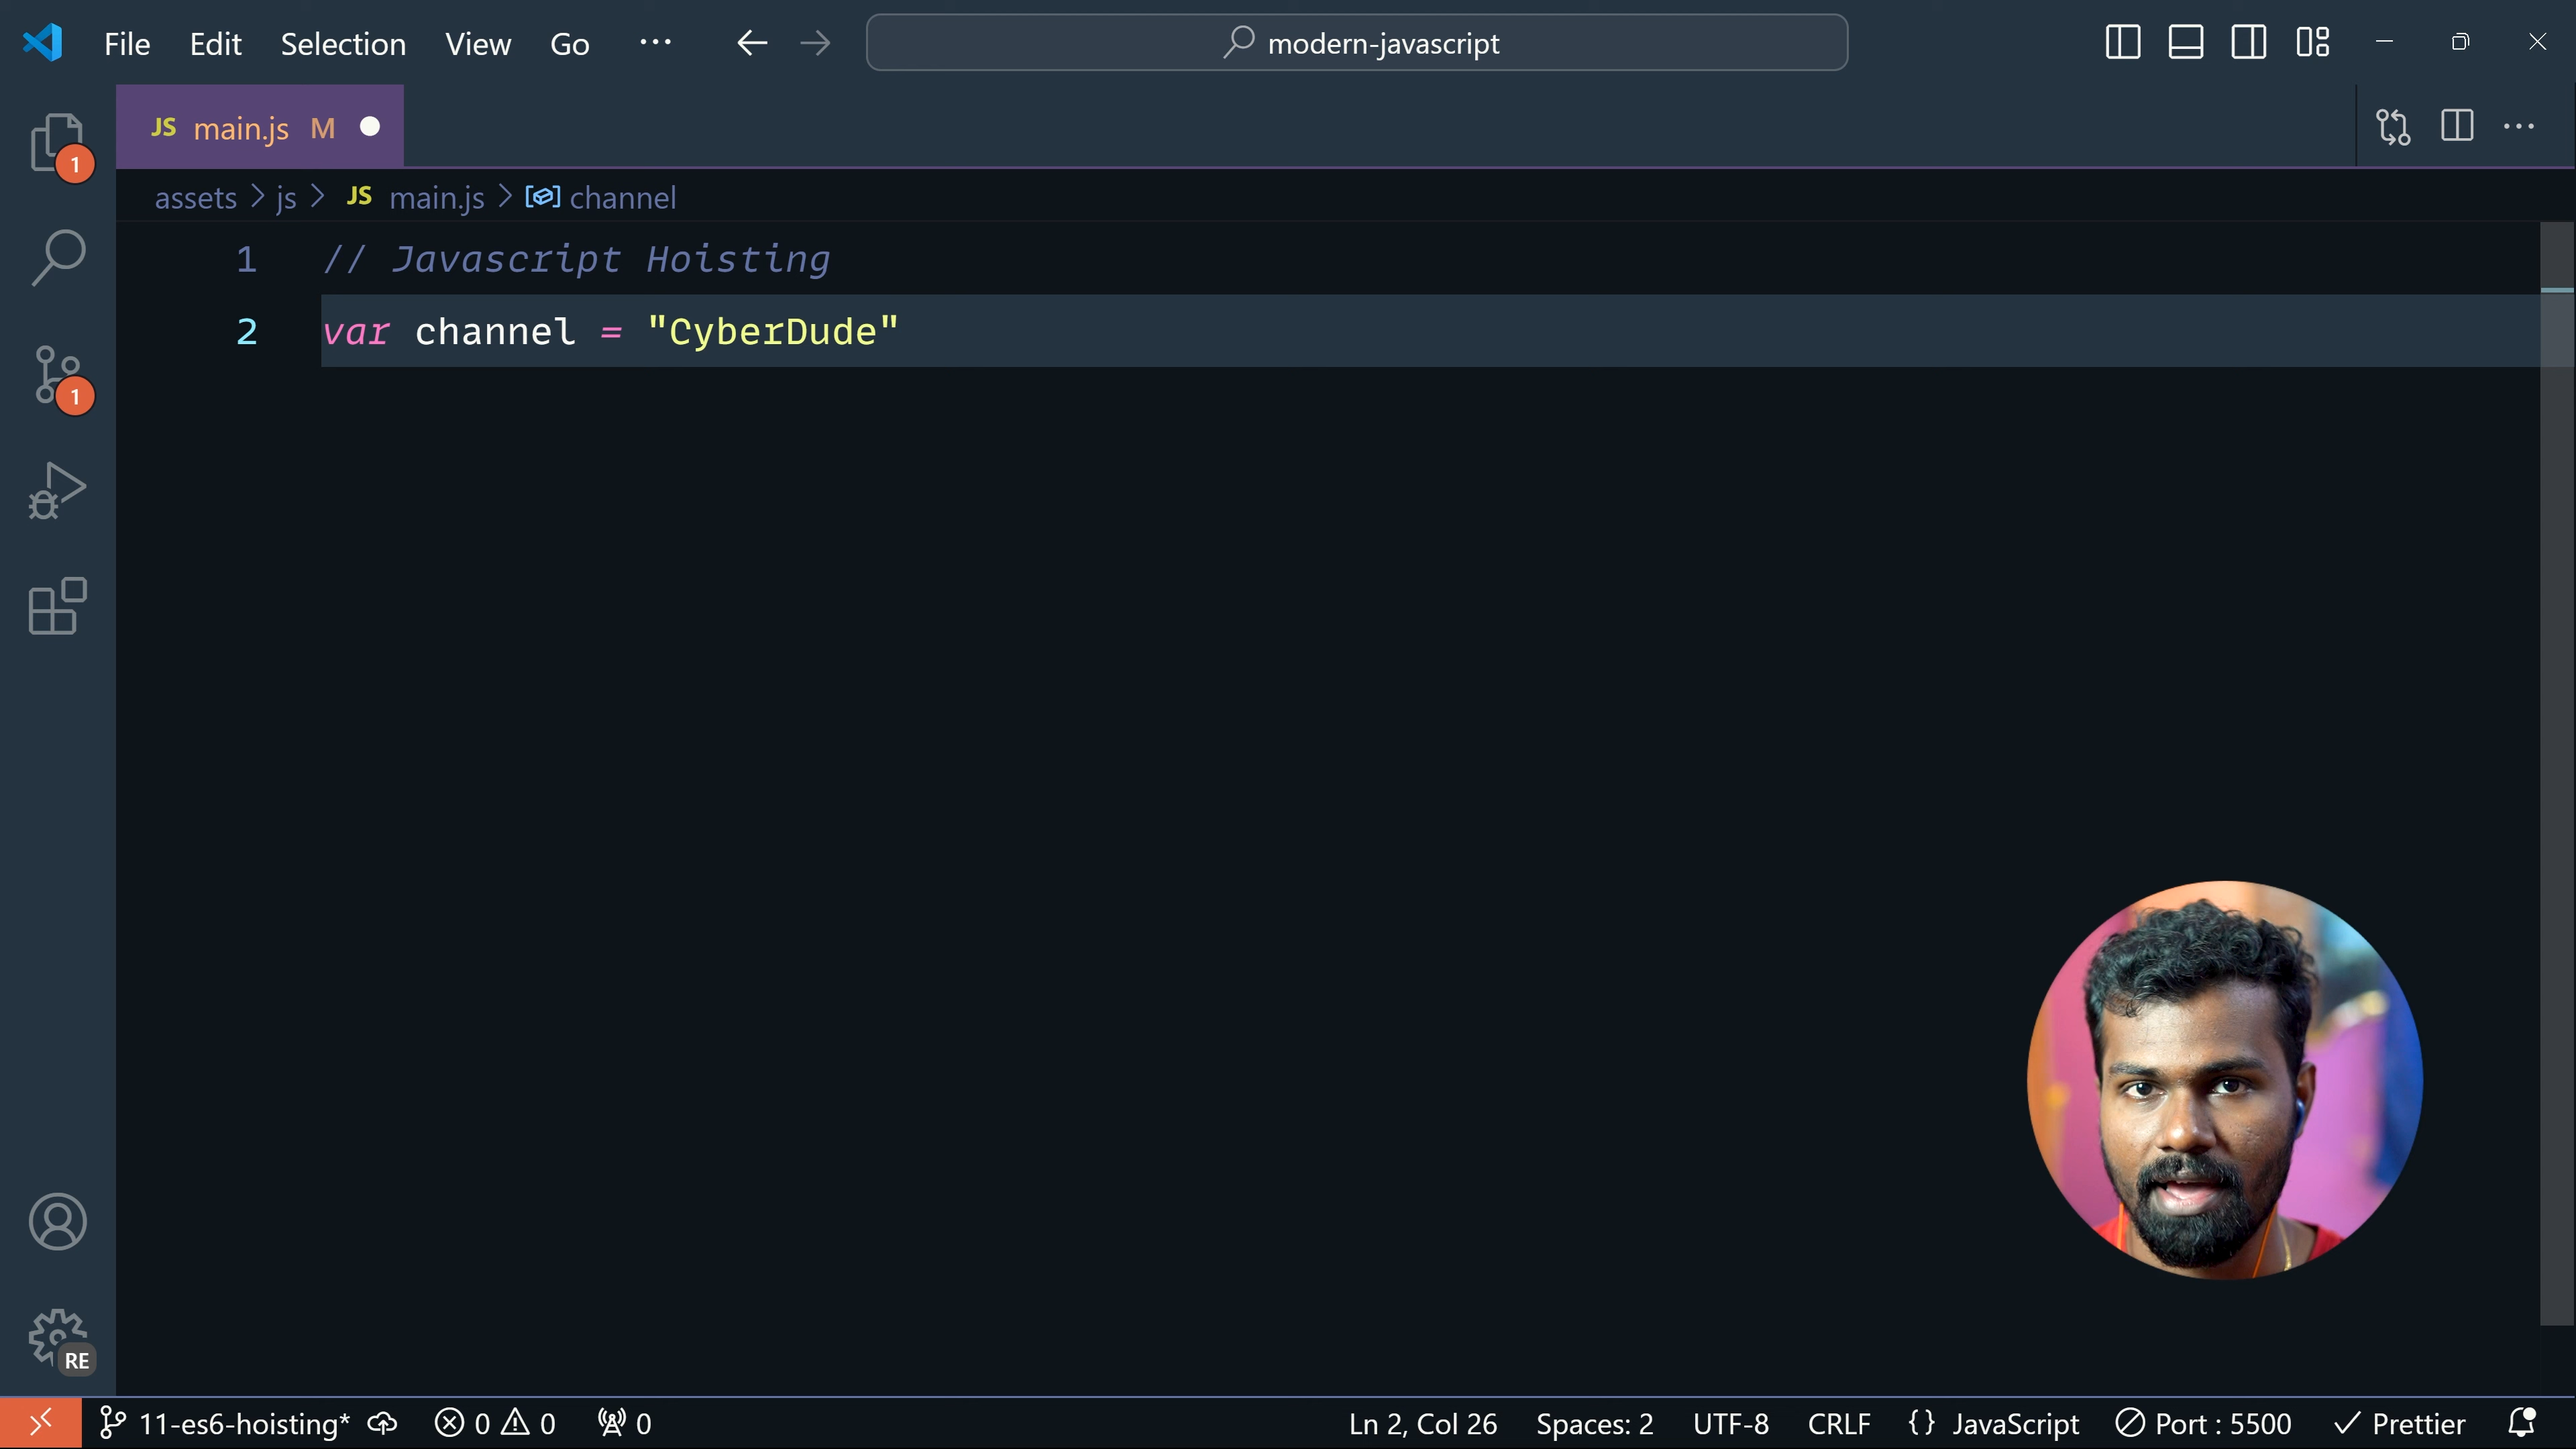 File Edit Selection View Go ··· modern-javascript
JS main.js M
1
assets > js > JS main.js > channel
1 // Javascript Hoisting
2 var channel = "CyberDude"
1
RE
11-es6-hoisting* 0 0 0 Ln 2, Col 26 Spaces: 2 UTF-8 CRLF {} JavaScript Port : 5500 Prettier